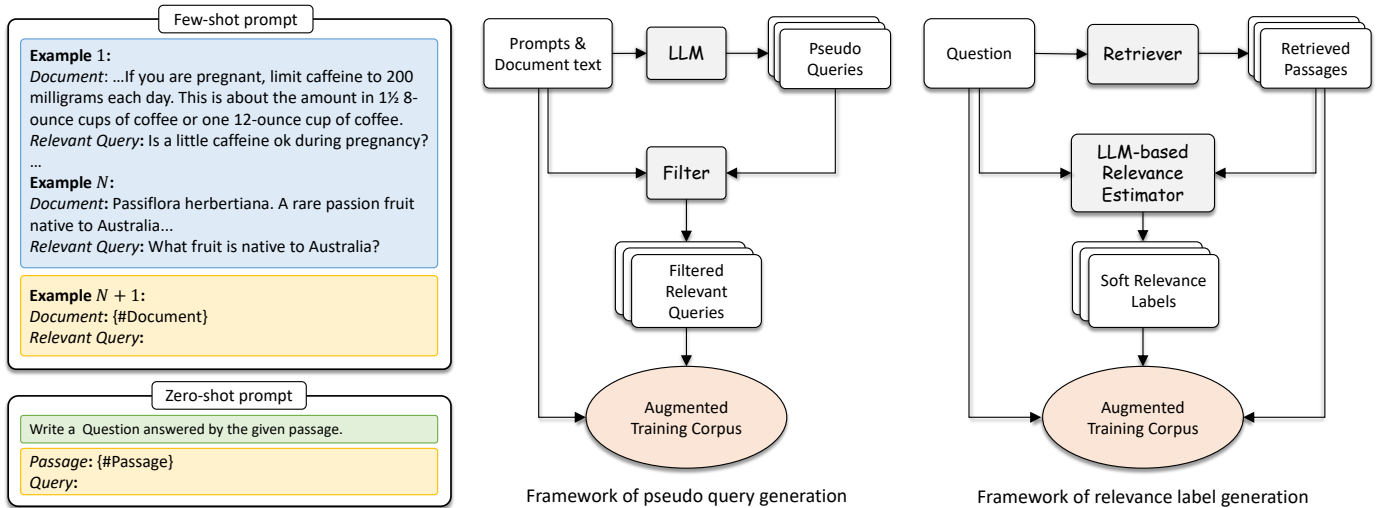 Few-shot prompt
Example 1:
Document: ...If you are pregnant, limit caffeine to 200
milligrams each day. This is about the amount in 1½ 8-
ounce cups of coffee or one 12-ounce cup of coffee.
Relevant Query: Is a little caffeine ok during pregnancy?
...
Example N:
Document: Passiflora herbertiana. A rare passion fruit
native to Australia...
Relevant Query: What fruit is native to Australia?
Example N + 1:
Document: {#Document}
Relevant Query:
Zero-shot prompt
Write a Question answered by the given passage.
Passage: {#Passage}
Query:
Prompts &
Document text
LLM
Pseudo
Queries
Filter
Filtered
Relevant
Queries
Augmented
Training Corpus
Framework of pseudo query generation
Question
Retriever
Retrieved
Passages
LLM-based
Relevance
Estimator
Soft Relevance
Labels
Augmented
Training Corpus
Framework of relevance label generation